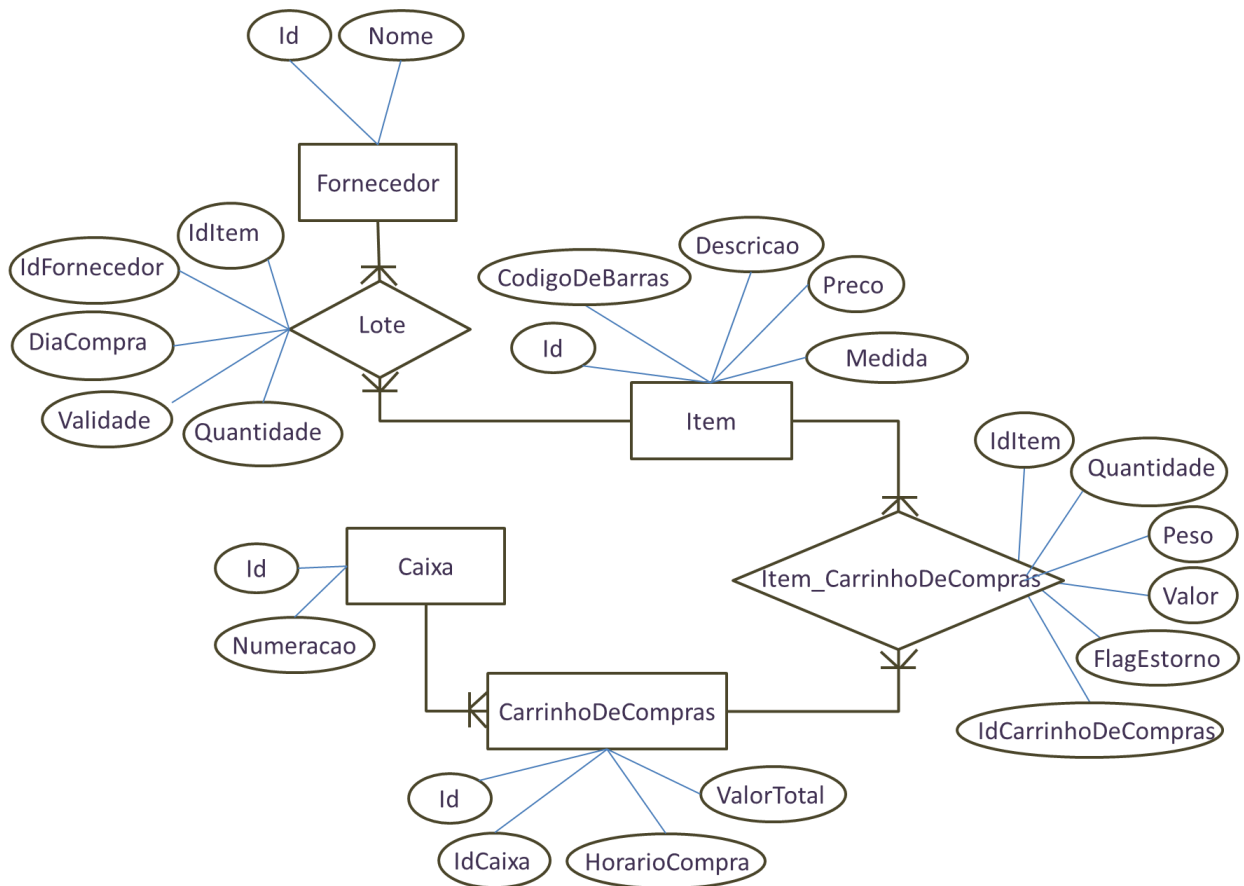 Id
Nome
Fornecedor
IdItem
IdFornecedor
DiaCompra
Validade
Quantidade
Lote
CodigoDeBarras
Descricao
Preco
Id
Medida
Item
IdItem
Quantidade
Peso
Valor
FlagEstorno
IdCarrinhoDeCompras
Item_CarrinhoDeCompras
Id
Caixa
Numeracao
CarrinhoDeCompras
Id
ValorTotal
IdCaixa
HorarioCompra